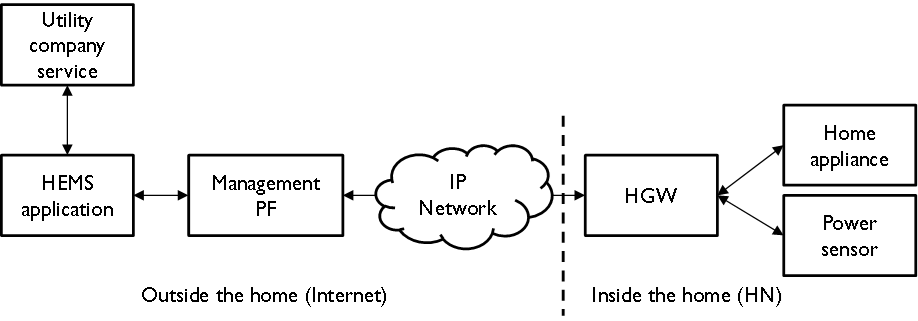 Utility
company
service
HEMS
application
Management
PF
IP
Network
HGW
Home
appliance
Power
sensor
Outside the home (Internet)
Inside the home (HN)